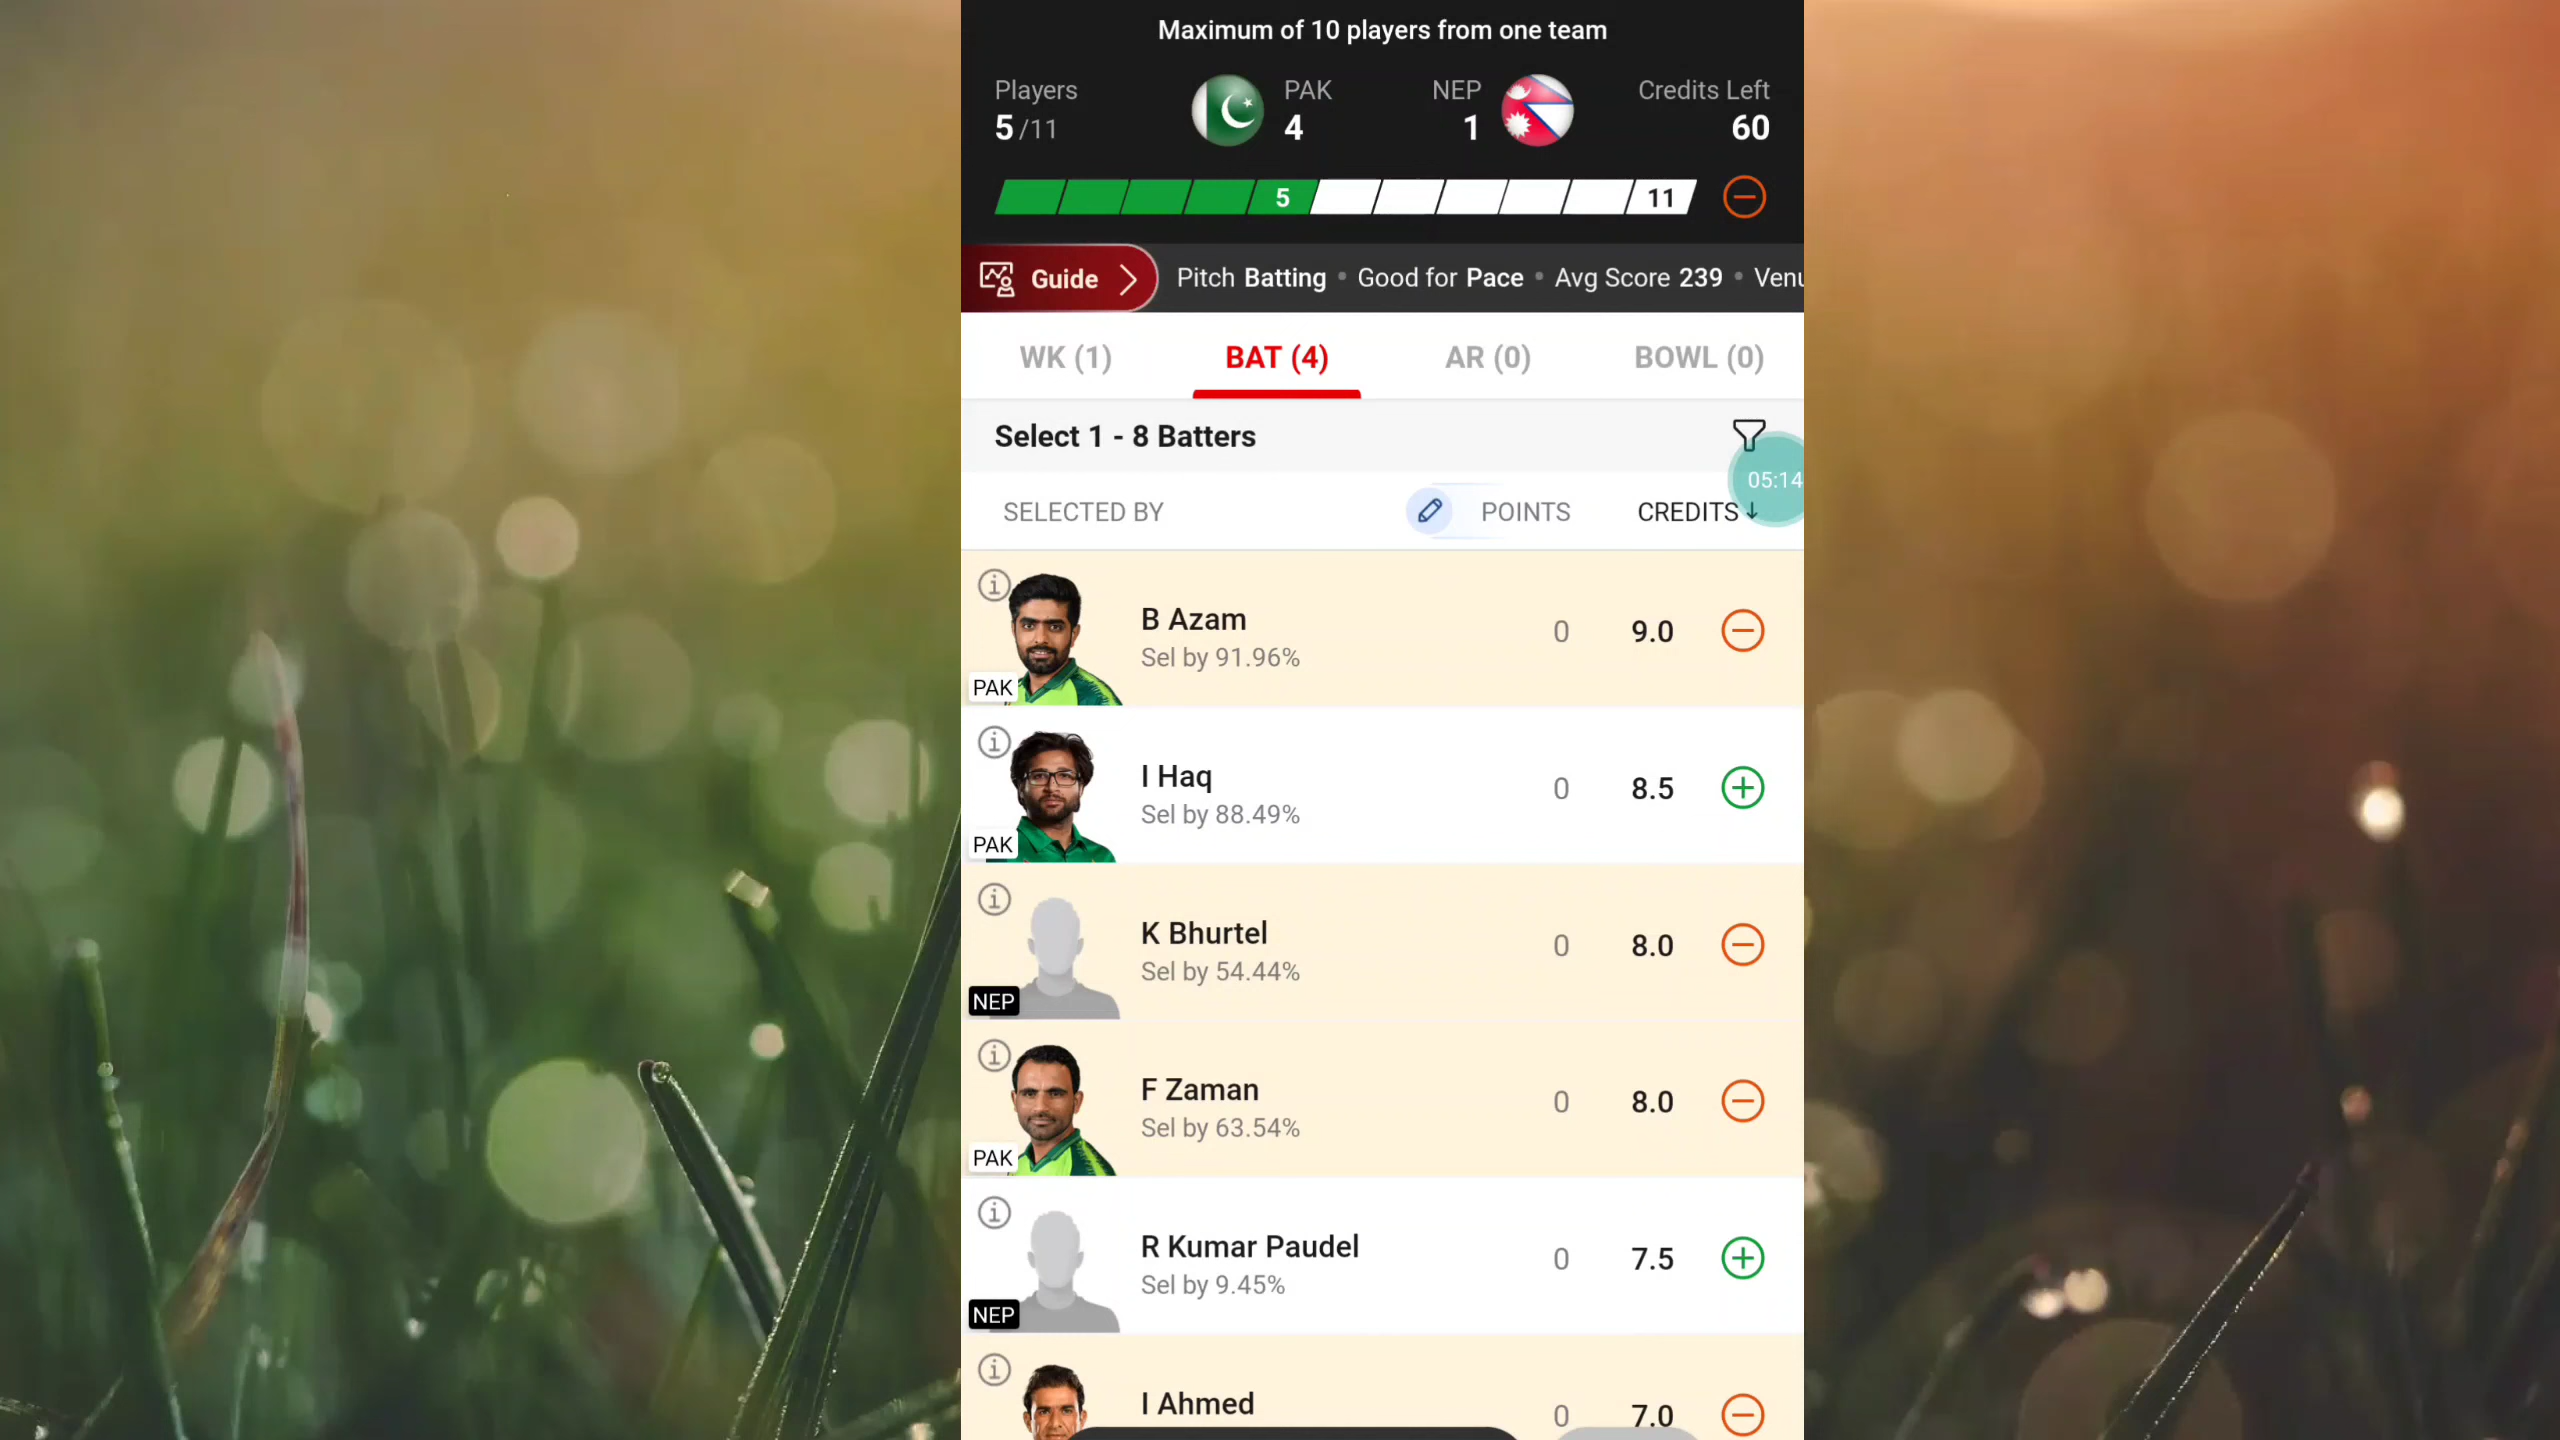 Maximum of 10 players from one team
Players PAK NEP Credits Left
5/11 4 1 60
5 11
Guide Pitch Batting • Good for Pace • Avg Score 239 •
WK (1) BAT (4) AR (0) BOWL (0)
Select 1 - 8 Batters
05:14
SELECTED BY POINTS CREDITS↓
B Azam 0 9.0
Sel by 91.96%
PAK
I Haq 0 8.5
Sel by 88.49%
PAK
K Bhurtel 0 8.0
Sel by 54.44%
NEP
F Zaman 0 8.0
Sel by 63.54%
PAK
R Kumar Paudel 0 7.5
Sel by 9.45%
NEP
I Ahmed 0 7.0